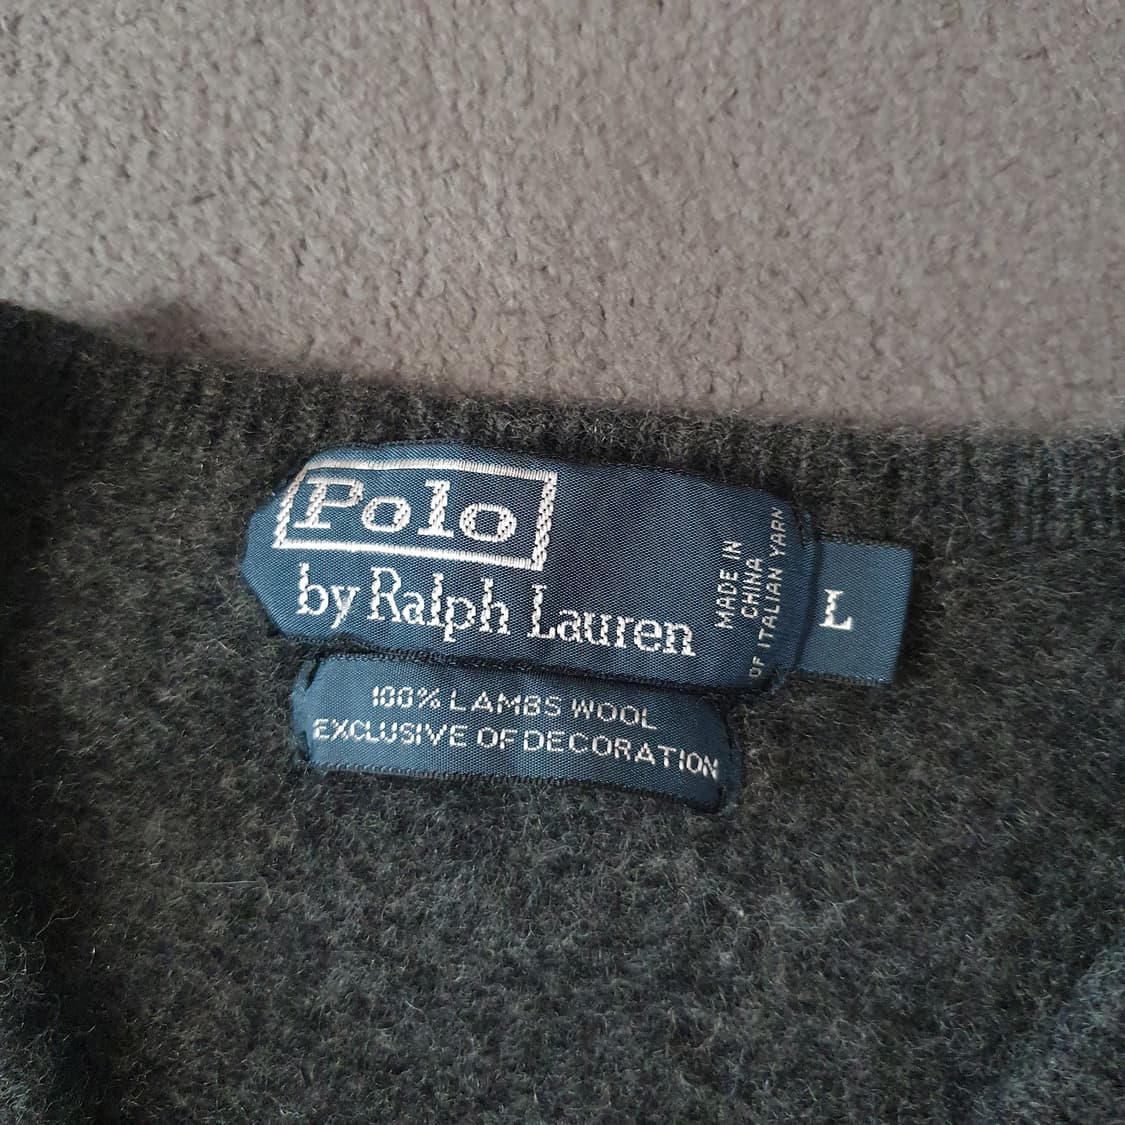 Polo
by Ralph Lauren
MADE IN
CHINA
OF ITALIAN YARN
L
100% LAMBS WOOL
EXCLUSIVE OF DECORATION